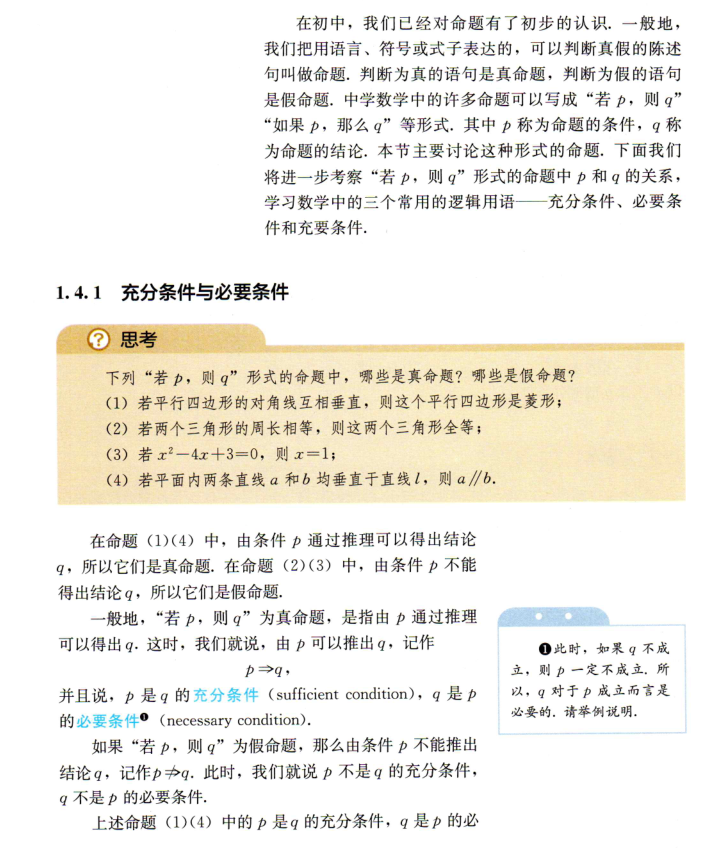 在初中，我们已经对命题有了初步的认识. 一般地，
我们把用语言、符号或式子表达的，可以判断真假的陈述
句叫做命题. 判断为真的语句是真命题，判断为假的语句
是假命题. 中学数学中的许多命题可以写成“若 p，则 q”
“如果 p，那么 q”等形式. 其中 p 称为命题的条件，q 称
为命题的结论. 本节主要讨论这种形式的命题. 下面我们
将进一步考察“若 p，则 q”形式的命题中 p 和 q 的关系，
学习数学中的三个常用的逻辑用语——充分条件、必要条
件和充要条件.
1.4.1 充分条件与必要条件
? 思考
下列“若 p，则 q”形式的命题中，哪些是真命题？哪些是假命题？
（1）若平行四边形的对角线互相垂直，则这个平行四边形是菱形；
（2）若两个三角形的周长相等，则这两个三角形全等；
（3）若 x²－4x＋3＝0，则 x＝1；
（4）若平面内两条直线 a 和 b 均垂直于直线 l，则 a∥b.
在命题（1）（4）中，由条件 p 通过推理可以得出结论
q，所以它们是真命题. 在命题（2）（3）中，由条件 p 不能
得出结论 q，所以它们是假命题.
一般地，“若 p，则 q”为真命题，是指由 p 通过推理
可以得出 q. 这时，我们就说，由 p 可以推出 q，记作
p⇒q，
并且说，p 是 q 的充分条件（sufficient condition），q 是 p
的必要条件❶（necessary condition）.
如果“若 p，则 q”为假命题，那么由条件 p 不能推出
结论 q，记作 p⇏q. 此时，我们就说 p 不是 q 的充分条件，
q 不是 p 的必要条件.
上述命题（1）（4）中的 p 是 q 的充分条件，q 是 p 的必
❶此时，如果 q 不成
立，则 p 一定不成立. 所
以，q 对于 p 成立而言是
必要的. 请举例说明.